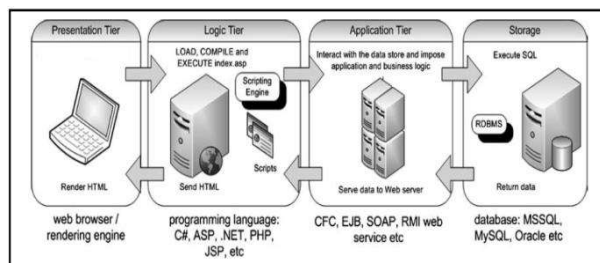 Presentation Tier
Render HTML
web browser /
rendering engine
Logic Tier
LOAD, COMPILE and
EXECUTE index.asp
Scripting
Engine
Scripts
Send HTML
programming language:
C#, ASP, .NET, PHP,
JSP, etc
Application Tier
Interact with the data store and impose
application and business logic
Serve data to Web server
CFC, EJB, SOAP, RMI web
service etc
Storage
Execute SQL
RDBMS
Return data
database: MSSQL,
MySQL, Oracle etc